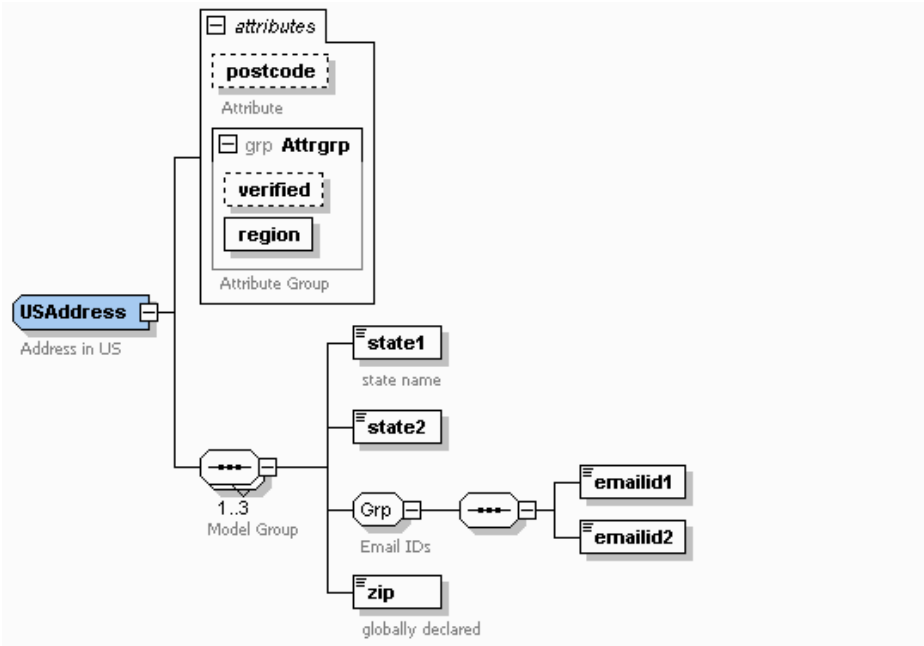 attributes
postcode
Attribute
grp Attrgrp
verified
region
Attribute Group
USAddress
Address in US
state1
state name
state2
1..3
Model Group
Grp
Email IDs
emailid1
emailid2
zip
globally declared